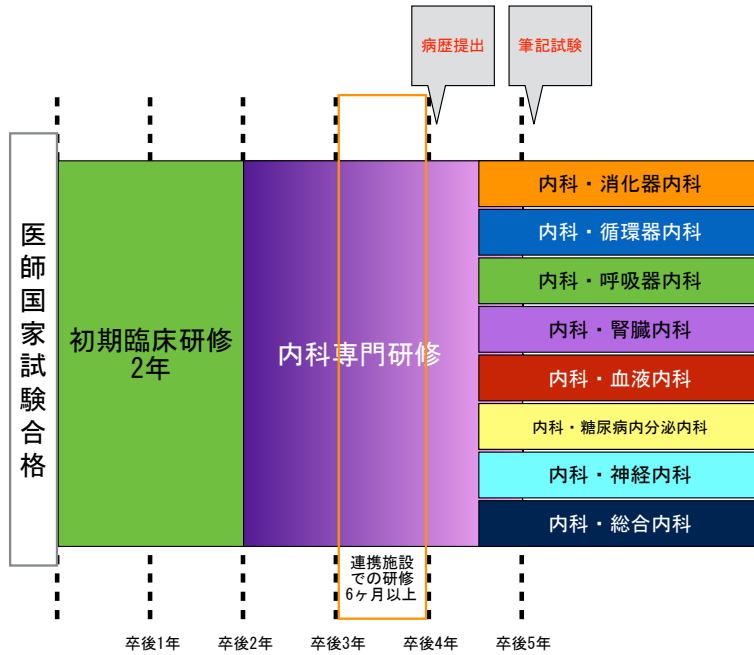 病歴提出
筆記試験
医師国家試験合格
初期臨床研修
2年
内科専門研修
内科・消化器内科
内科・循環器内科
内科・呼吸器内科
内科・腎臓内科
内科・血液内科
内科・糖尿病内分泌内科
内科・神経内科
内科・総合内科
連携施設
での研修
6ヶ月以上
卒後1年
卒後2年
卒後3年
卒後4年
卒後5年